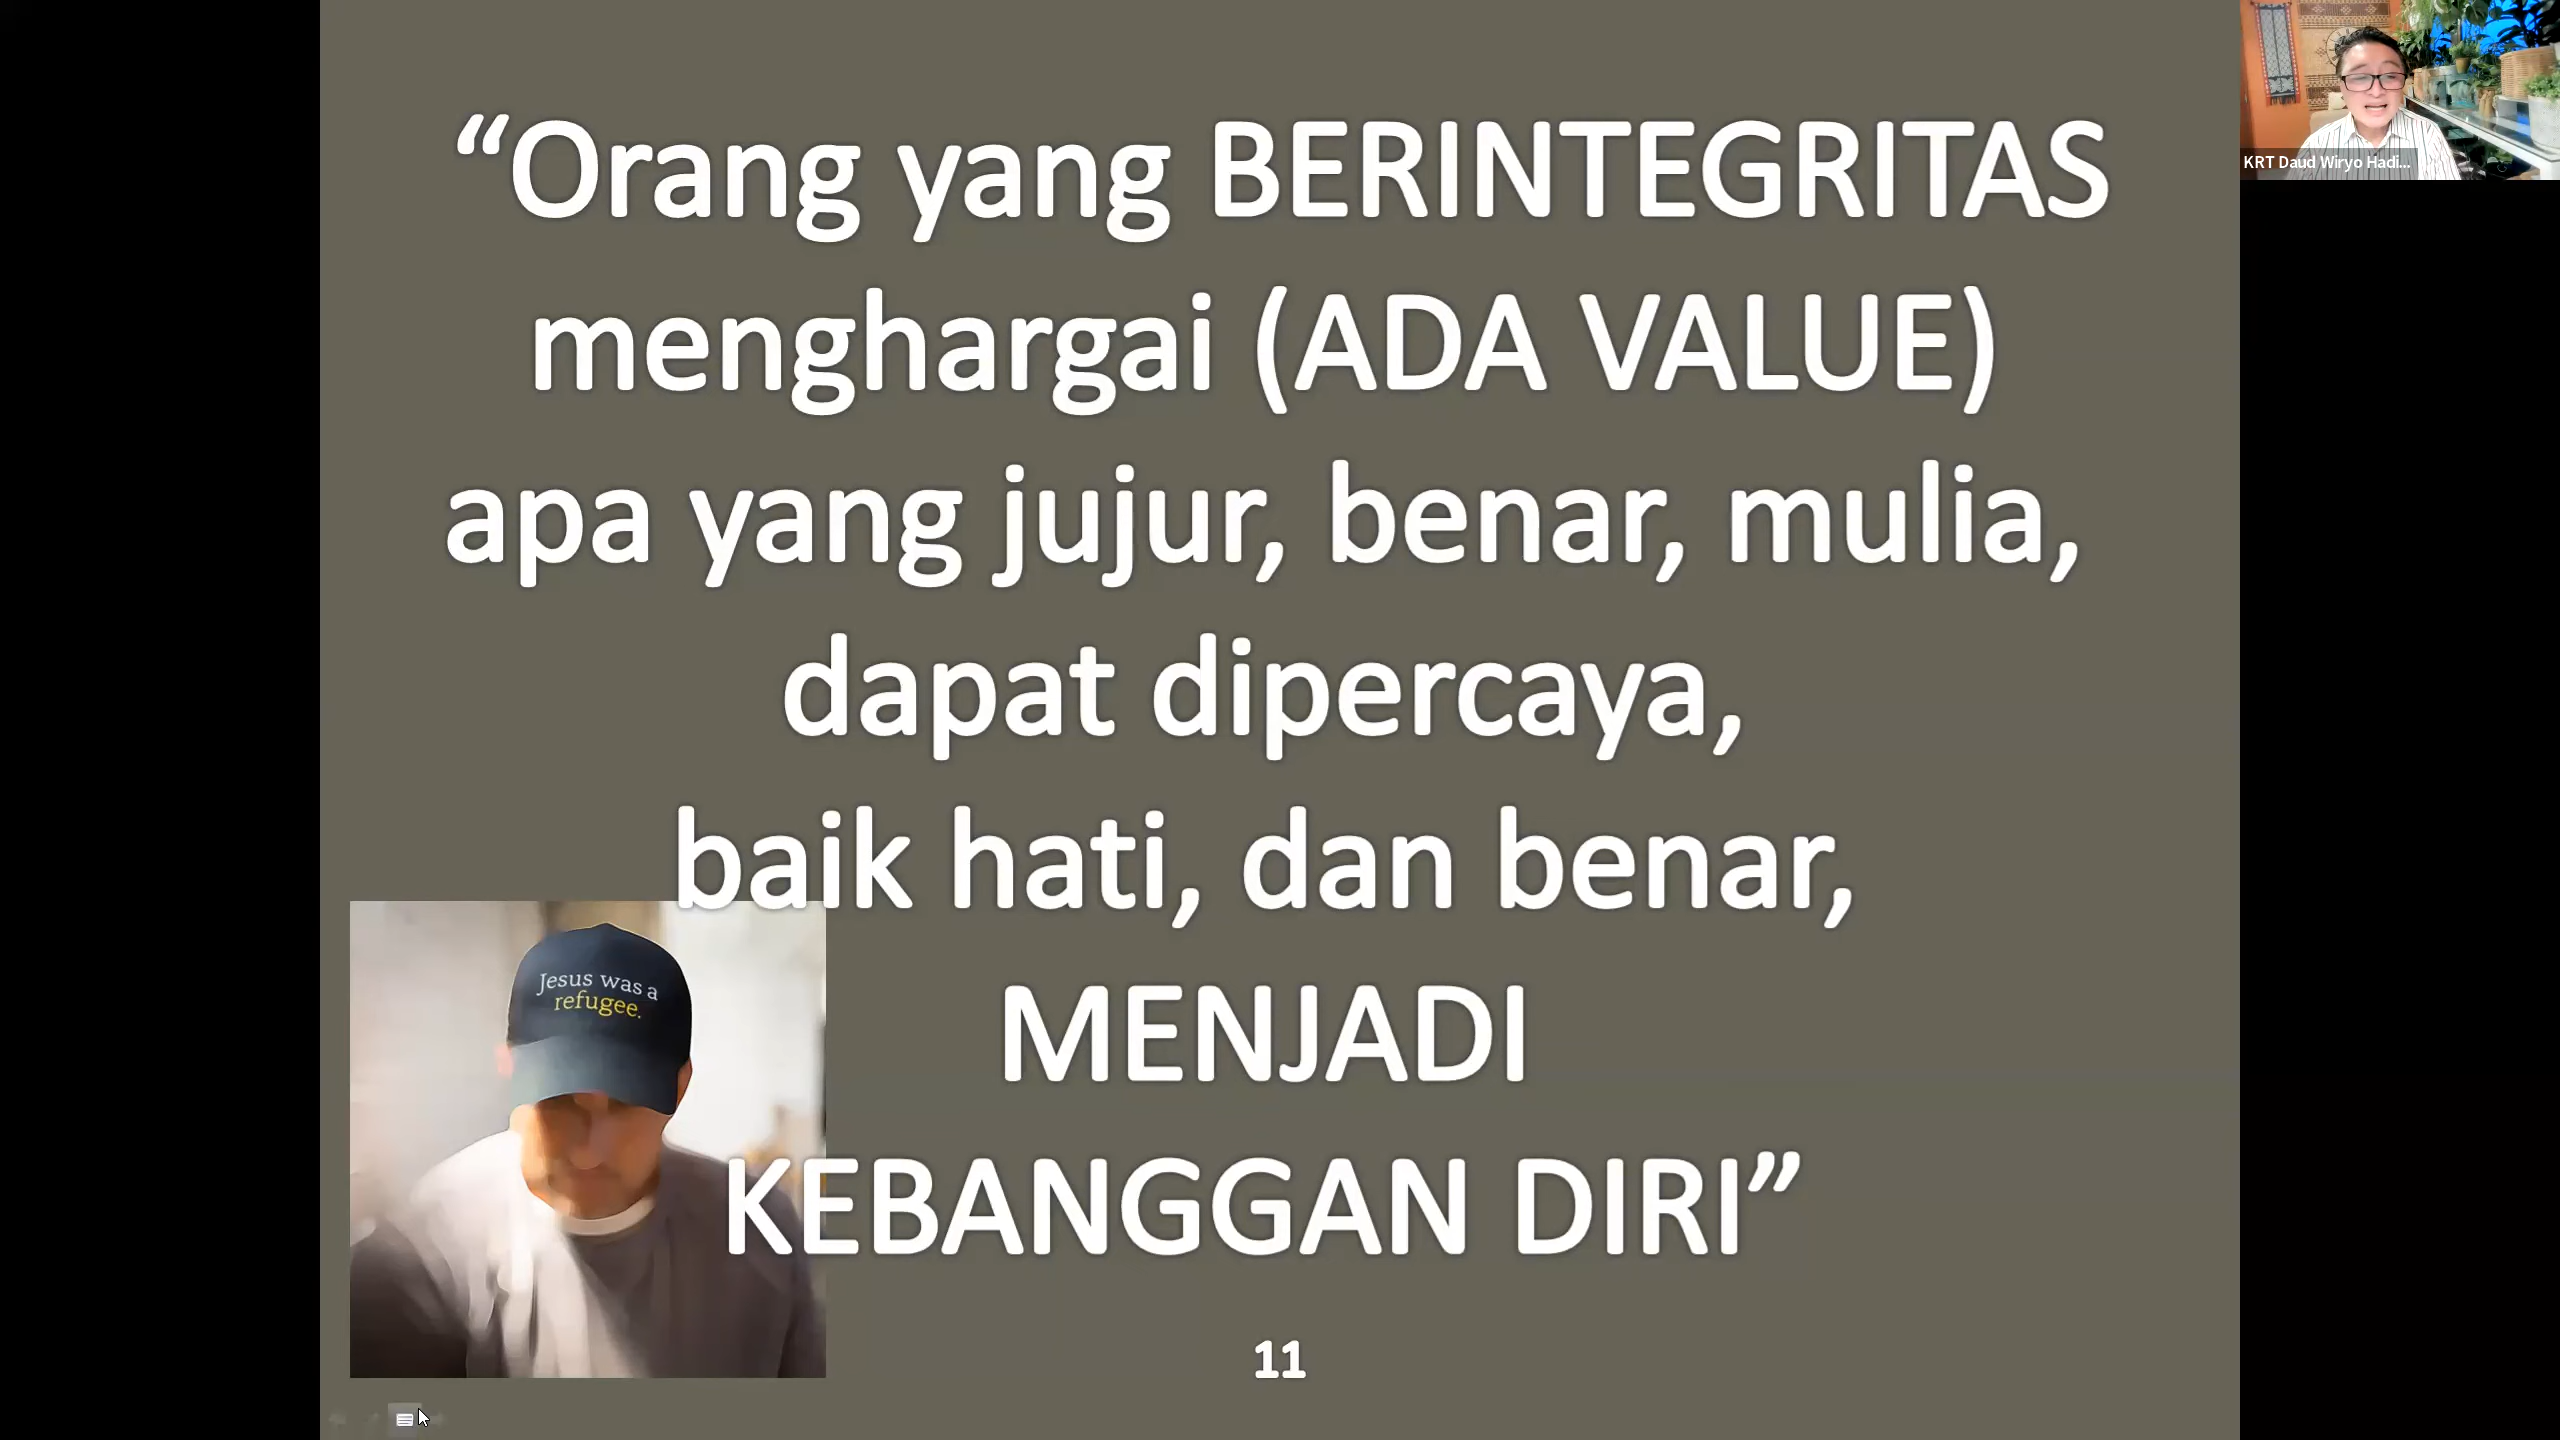 “Orang yang BERINTEGRITAS
menghargai (ADA VALUE)
apa yang jujur, benar, mulia,
dapat dipercaya,
baik hati, dan benar,
MENJADI
KEBANGGAN DIRI”
Jesus was a
refugee.
11
KRT Daud Wiryo Hadi...